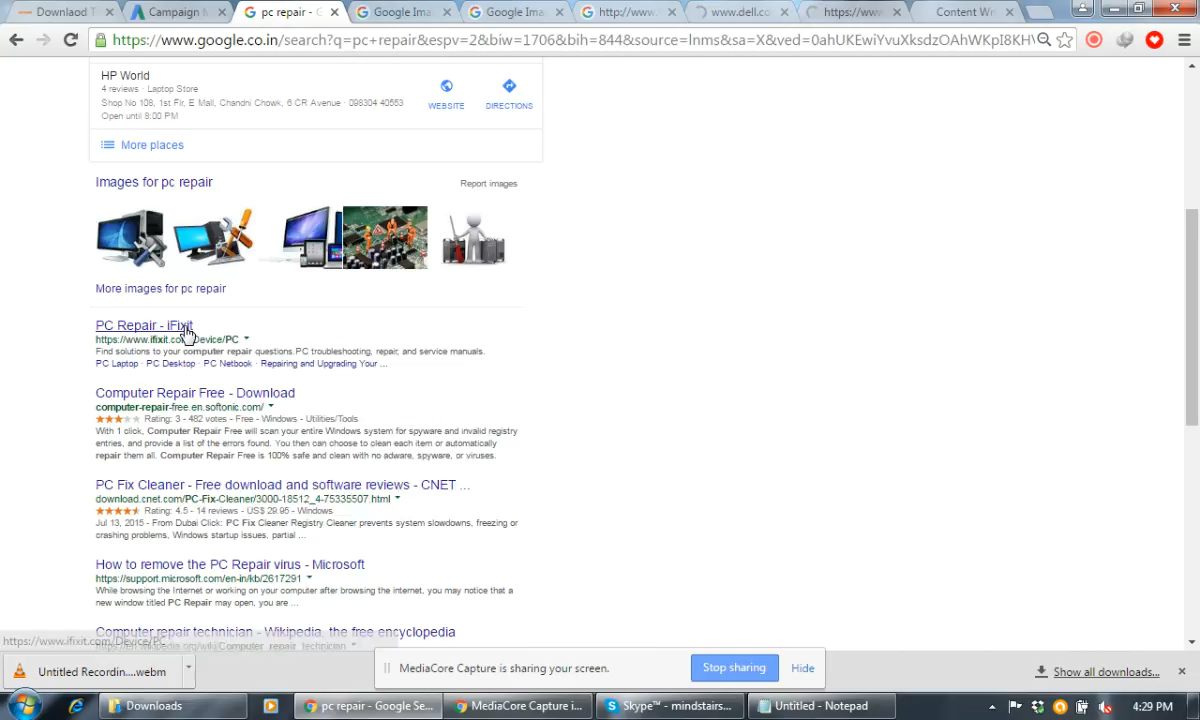 Downlaod T
Campaign M
pc repair - G
Google Ima
Google Ima
http://www.
www.dell.co
https://www
Content Wr
https://www.google.co.in/search?q=pc+repair&espv=2&biw=1706&bih=844&source=lnms&sa=X&ved=0ahUKEwiYvuXksdzOAhWKpI8KHV
HP World
4 reviews · Laptop Store
Shop No 108, 1st Flr, E Mall, Chandni Chowk, 6 CR Avenue · 098304 40553
Open until 8:00 PM
WEBSITE
DIRECTIONS
More places
Images for pc repair
Report images
More images for pc repair
PC Repair - iFixit
https://www.ifixit.com/Device/PC
Find solutions to your computer repair questions.PC troubleshooting, repair, and service manuals.
PC Laptop · PC Desktop · PC Netbook · Repairing and Upgrading Your ...
Computer Repair Free - Download
computer-repair-free.en.softonic.com/
Rating: 3 - 482 votes - Free - Windows - Utilities/Tools
With 1 click, Computer Repair Free will scan your entire Windows system for spyware and invalid registry
entries, and provide a list of the errors found. You then can choose to clean each item or automatically
repair them all. Computer Repair Free is 100% safe and clean with no adware, spyware, or viruses.
PC Fix Cleaner - Free download and software reviews - CNET ...
download.cnet.com/PC-Fix-Cleaner/3000-18512_4-75335507.html
Rating: 4.5 - 14 reviews - US$ 29.95 - Windows
Jul 13, 2015 - From Dubai Click: PC Fix Cleaner Registry Cleaner prevents system slowdowns, freezing or
crashing problems, Windows startup issues, partial ...
How to remove the PC Repair virus - Microsoft
https://support.microsoft.com/en-in/kb/2617291
While browsing the Internet or working on your computer after browsing the internet, you may notice that a
new window titled PC Repair may open, you are ...
Computer repair technician - Wikipedia, the free encyclopedia
https://en.wikipedia.org/wiki/Computer_repair_technician
https://www.ifixit.com/Device/PC
Untitled Recordin....webm
MediaCore Capture is sharing your screen.
Stop sharing
Hide
Show all downloads...
Downloads
pc repair - Google Se...
MediaCore Capture i...
Skype™ - mindstairs...
Untitled - Notepad
4:29 PM